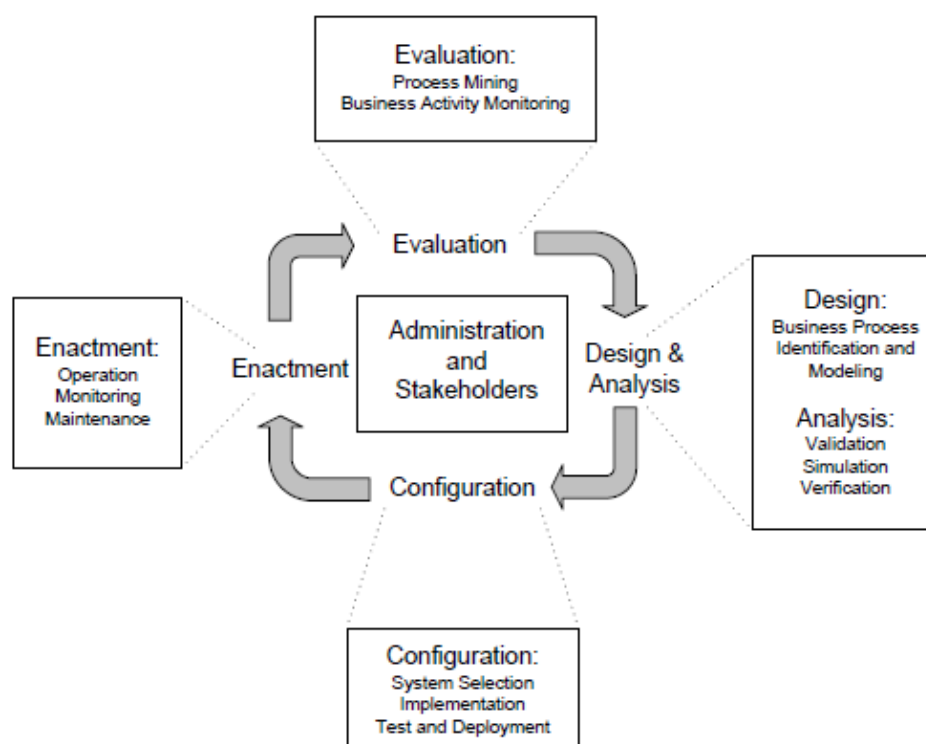 Evaluation:
Process Mining
Business Activity Monitoring
Evaluation
Enactment:
Operation
Monitoring
Maintenance
Enactment
Administration
and
Stakeholders
Design &
Analysis
Design:
Business Process
Identification and
Modeling
Analysis:
Validation
Simulation
Verification
Configuration
Configuration:
System Selection
Implementation
Test and Deployment